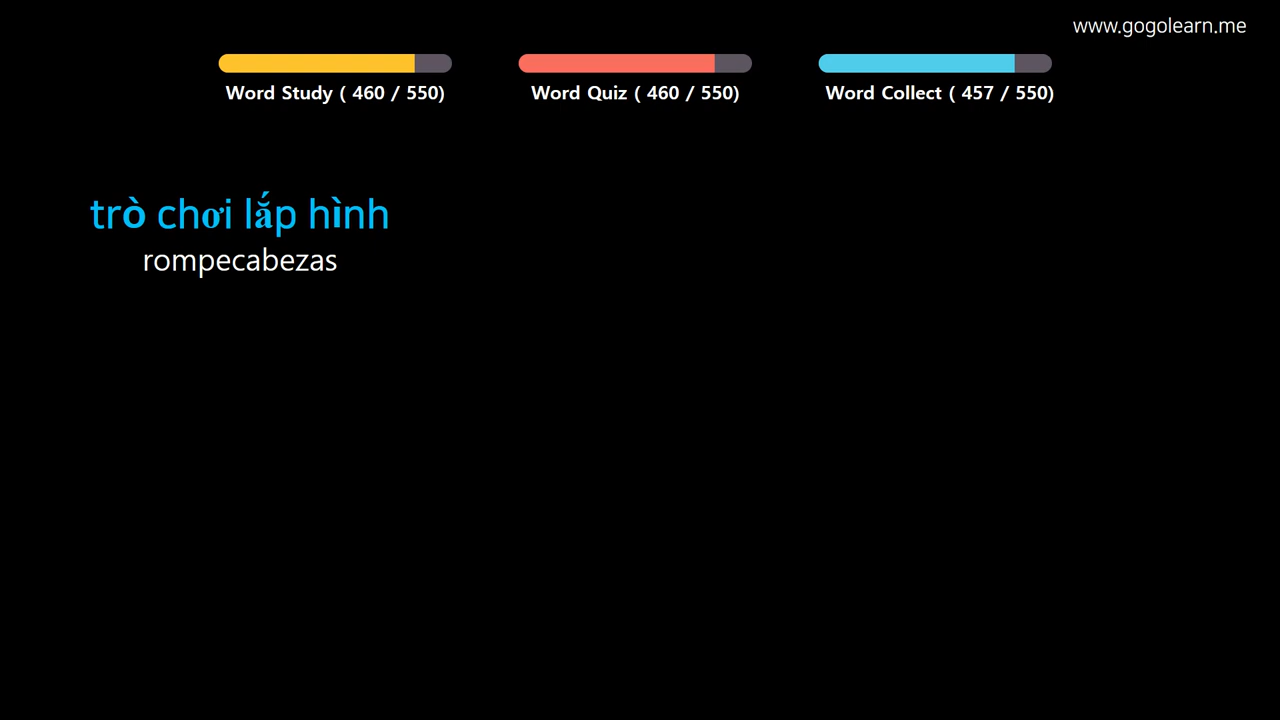 www.gogolearn.me
Word Study ( 460 / 550)
Word Quiz ( 460 / 550)
Word Collect ( 457 / 550)
trò chơi lắp hình
rompecabezas